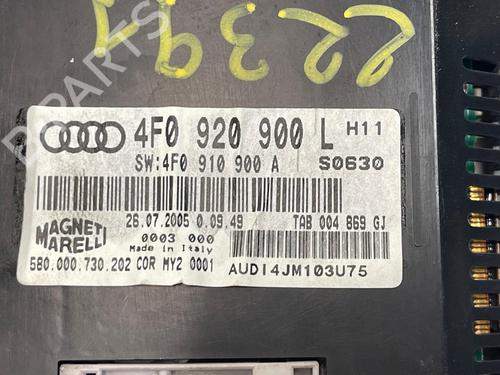 22397
4F0 920 900 L H11
SW:4F0 910 900 A S0630
26.07.2005 0.09.49 TAB 004 869 GJ
MAGNETI MARELLI
0003 000
Made in Italy
580.000.730.202 COR MY2 0001 AUDI4JM103U75